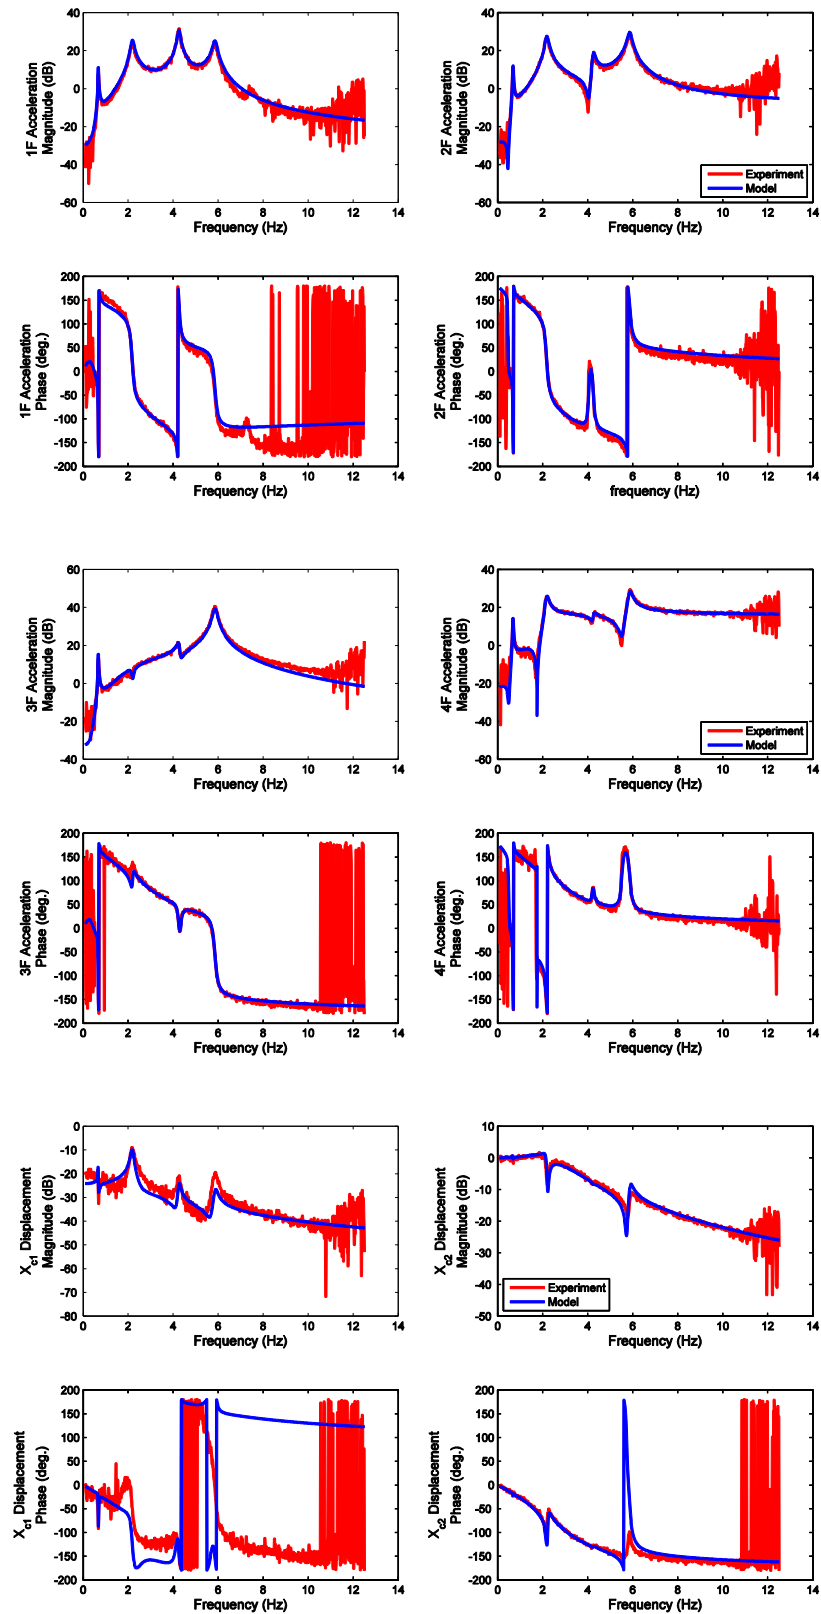 1F Acceleration
Magnitude (dB)
40
20
0
-20
-40
-60
0 2 4 6 8 10 12 14
Frequency (Hz)
2F Acceleration
Magnitude (dB)
40
20
0
-20
-40
-60
Experiment
Model
0 2 4 6 8 10 12 14
Frequency (Hz)
1F Acceleration
Phase (deg.)
200
150
100
50
0
-50
-100
-150
-200
0 2 4 6 8 10 12 14
Frequency (Hz)
2F Acceleration
Phase (deg.)
200
150
100
50
0
-50
-100
-150
-200
0 2 4 6 8 10 12 14
frequency (Hz)
3F Acceleration
Magnitude (dB)
60
40
20
0
-20
-40
0 2 4 6 8 10 12 14
Frequency (Hz)
4F Acceleration
Magnitude (dB)
40
20
0
-20
-40
-60
Experiment
Model
0 2 4 6 8 10 12 14
Frequency (Hz)
3F Acceleration
Phase (deg.)
200
150
100
50
0
-50
-100
-150
-200
0 2 4 6 8 10 12 14
Frequency (Hz)
4F Acceleration
Phase (deg.)
200
150
100
50
0
-50
-100
-150
-200
0 2 4 6 8 10 12 14
Frequency (Hz)
Xc1 Displacement
Magnitude (dB)
0
-10
-20
-30
-40
-50
-60
-70
-80
0 2 4 6 8 10 12 14
Frequency (Hz)
Xc2 Displacement
Magnitude (dB)
10
0
-10
-20
-30
-40
-50
Experiment
Model
0 2 4 6 8 10 12 14
Frequency (Hz)
Xc1 Displacement
Phase (deg.)
200
150
100
50
0
-50
-100
-150
-200
0 2 4 6 8 10 12 14
Frequency (Hz)
Xc2 Displacement
Phase (deg.)
200
150
100
50
0
-50
-100
-150
-200
0 2 4 6 8 10 12 14
Frequency (Hz)